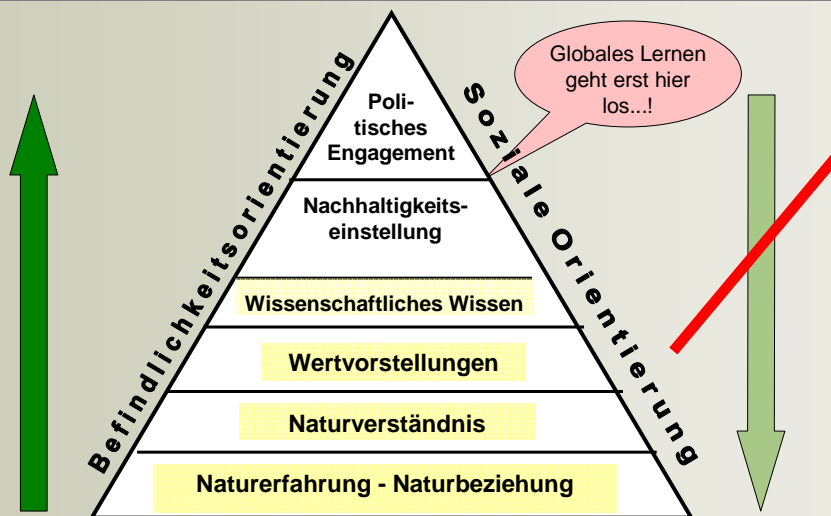 Globales Lernen
geht erst hier
los...!
Poli-
tisches
Engagement
Befindlichkeitsorientierung
Soziale Orientierung
Nachhaltigkeits-
einstellung
Wissenschaftliches Wissen
Wertvorstellungen
Naturverständnis
Naturerfahrung - Naturbeziehung